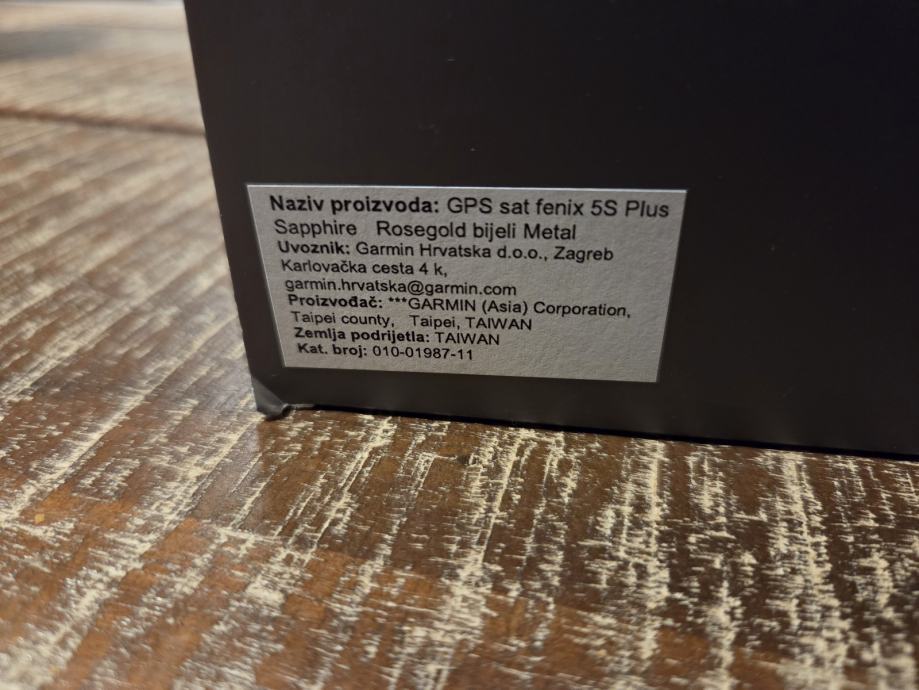 Naziv proizvoda: GPS sat fenix 5S Plus
Sapphire Rosegold bijeli Metal
Uvoznik: Garmin Hrvatska d.o.o., Zagreb
Karlovačka cesta 4 k,
garmin.hrvatska@garmin.com
Proizvođač: ***GARMIN (Asia) Corporation,
Taipei county, Taipei, TAIWAN
Zemlja podrijetla: TAIWAN
Kat. broj: 010-01987-11